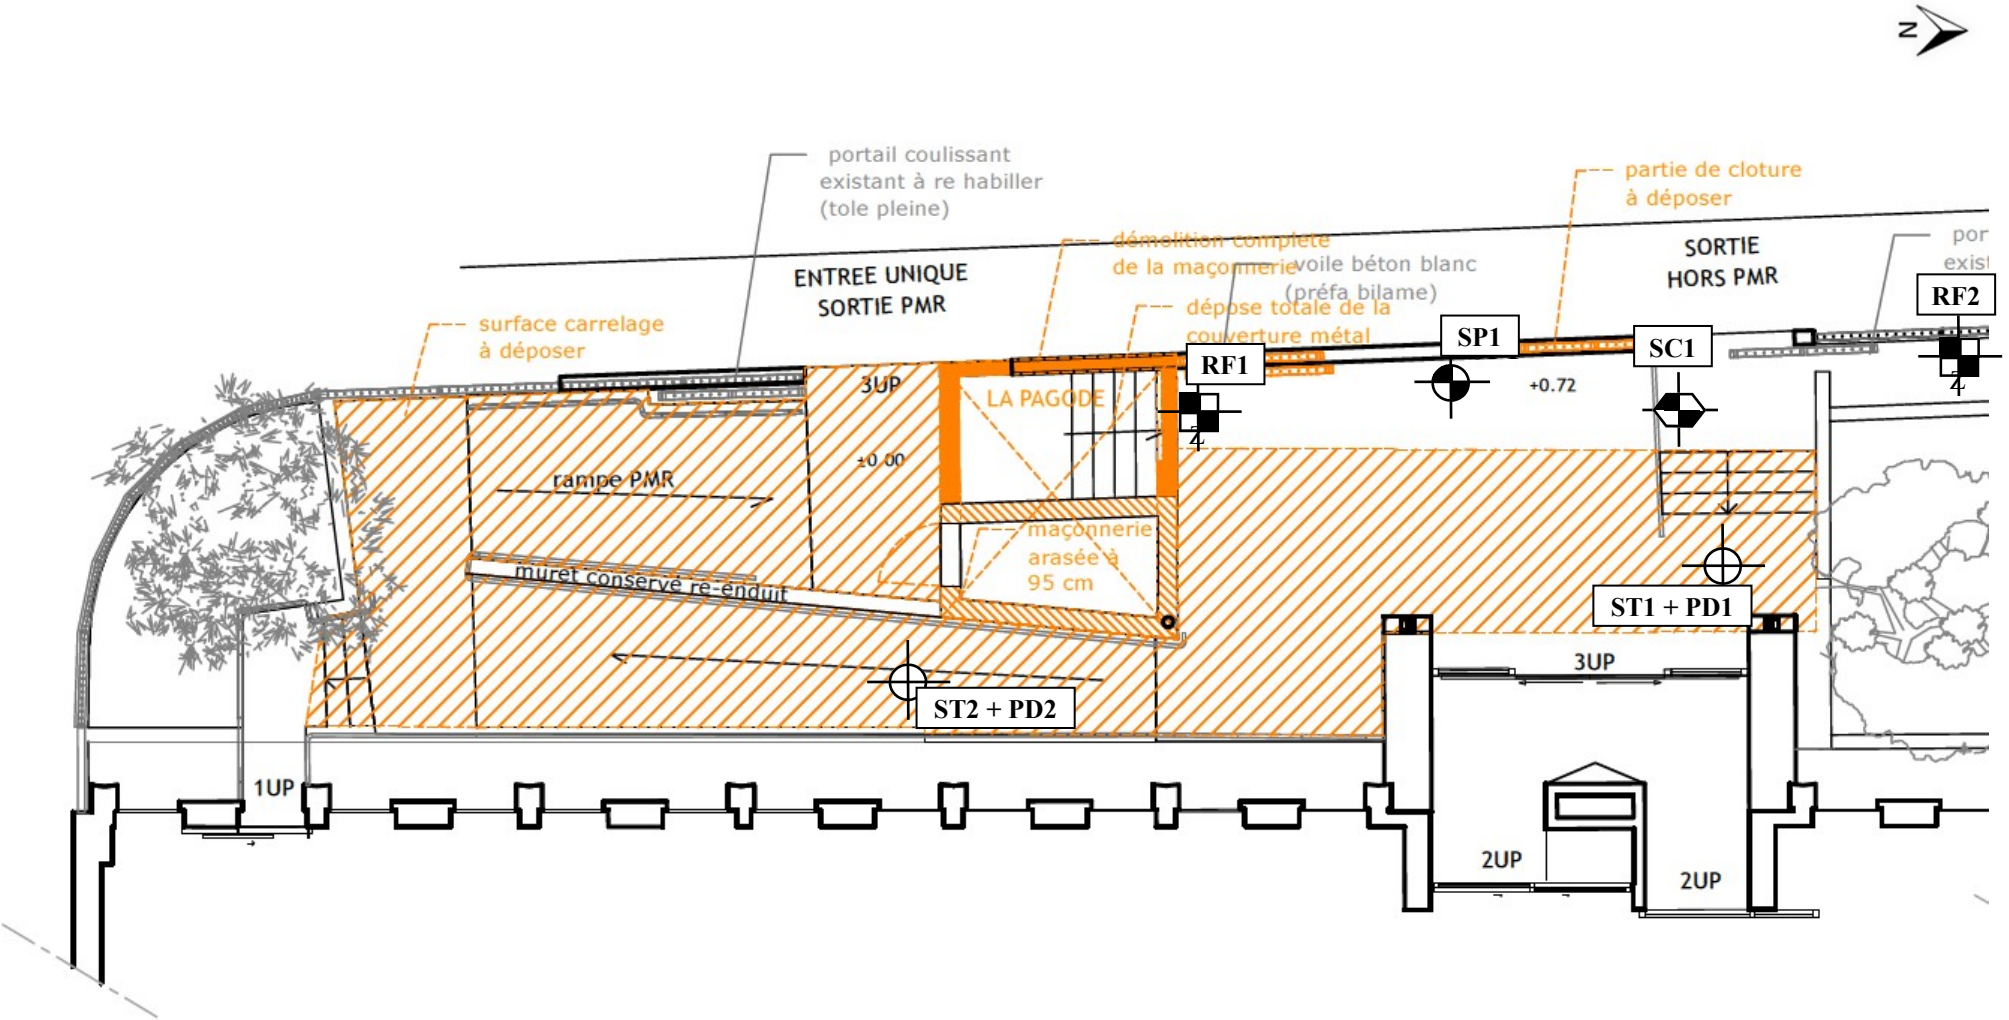 N
portail coulissant
existant à re habiller
(tole pleine)
partie de cloture
à déposer
démolition complète
de la maçonnerie
voile béton blanc
(préfa bilame)
dépose totale de la
couverture métal
ENTREE UNIQUE
SORTIE PMR
SORTIE
HORS PMR
por
exist
RF2
Z
surface carrelage
à déposer
SP1
SC1
RF1
Z
3UP
LA PAGODE
+0.72
±0.00
rampe PMR
maçonnerie
arasée à
95 cm
muret conservé re-enduit
ST1 + PD1
3UP
ST2 + PD2
1UP
2UP
2UP